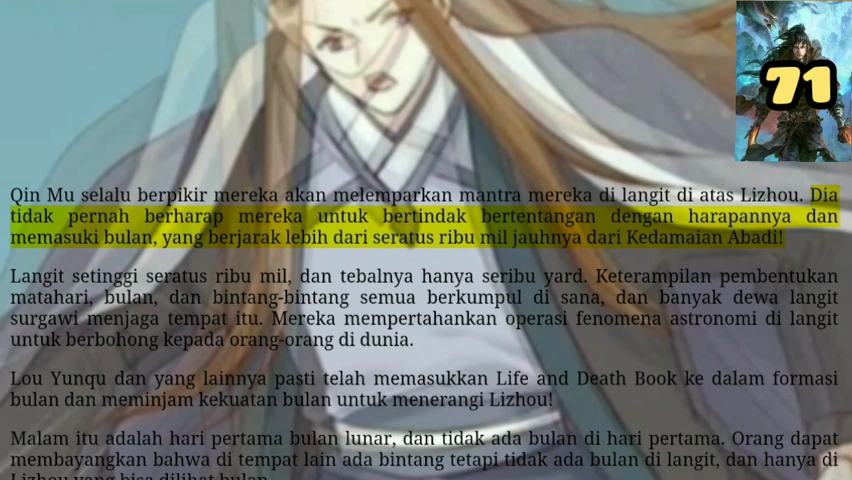 71
Qin Mu selalu berpikir mereka akan melemparkan mantra mereka di langit di atas Lizhou. Dia
tidak pernah berharap mereka untuk bertindak bertentangan dengan harapannya dan
memasuki bulan, yang berjarak lebih dari seratus ribu mil jauhnya dari Kedamaian Abadi!
Langit setinggi seratus ribu mil, dan tebalnya hanya seribu yard. Keterampilan pembentukan
matahari, bulan, dan bintang-bintang semua berkumpul di sana, dan banyak dewa langit
surgawi menjaga tempat itu. Mereka mempertahankan operasi fenomena astronomi di langit
untuk berbohong kepada orang-orang di dunia.
Lou Yunqu dan yang lainnya pasti telah memasukkan Life and Death Book ke dalam formasi
bulan dan meminjam kekuatan bulan untuk menerangi Lizhou!
Malam itu adalah hari pertama bulan lunar, dan tidak ada bulan di hari pertama. Orang dapat
membayangkan bahwa di tempat lain ada bintang tetapi tidak ada bulan di langit, dan hanya di
Lizhou yang bisa dilihat bulan.